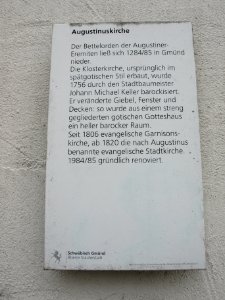 Augustinuskirche
Der Bettelorden der Augustiner-
Eremiten ließ sich 1284/85 in Gmünd
nieder.
Die Klosterkirche, ursprünglich im
spätgotischen Stil erbaut, wurde
1756 durch den Stadtbaumeister
Johann Michael Keller barockisiert.
Er veränderte Giebel, Fenster und
Decken: so wurde aus einem streng
gegliederten gotischen Gotteshaus
ein heller barocker Raum.
Seit 1806 evangelische Garnisons-
kirche, ab 1820 die nach Augustinus
benannte evangelische Stadtkirche.
1984/85 gründlich renoviert.
Schwäbisch Gmünd